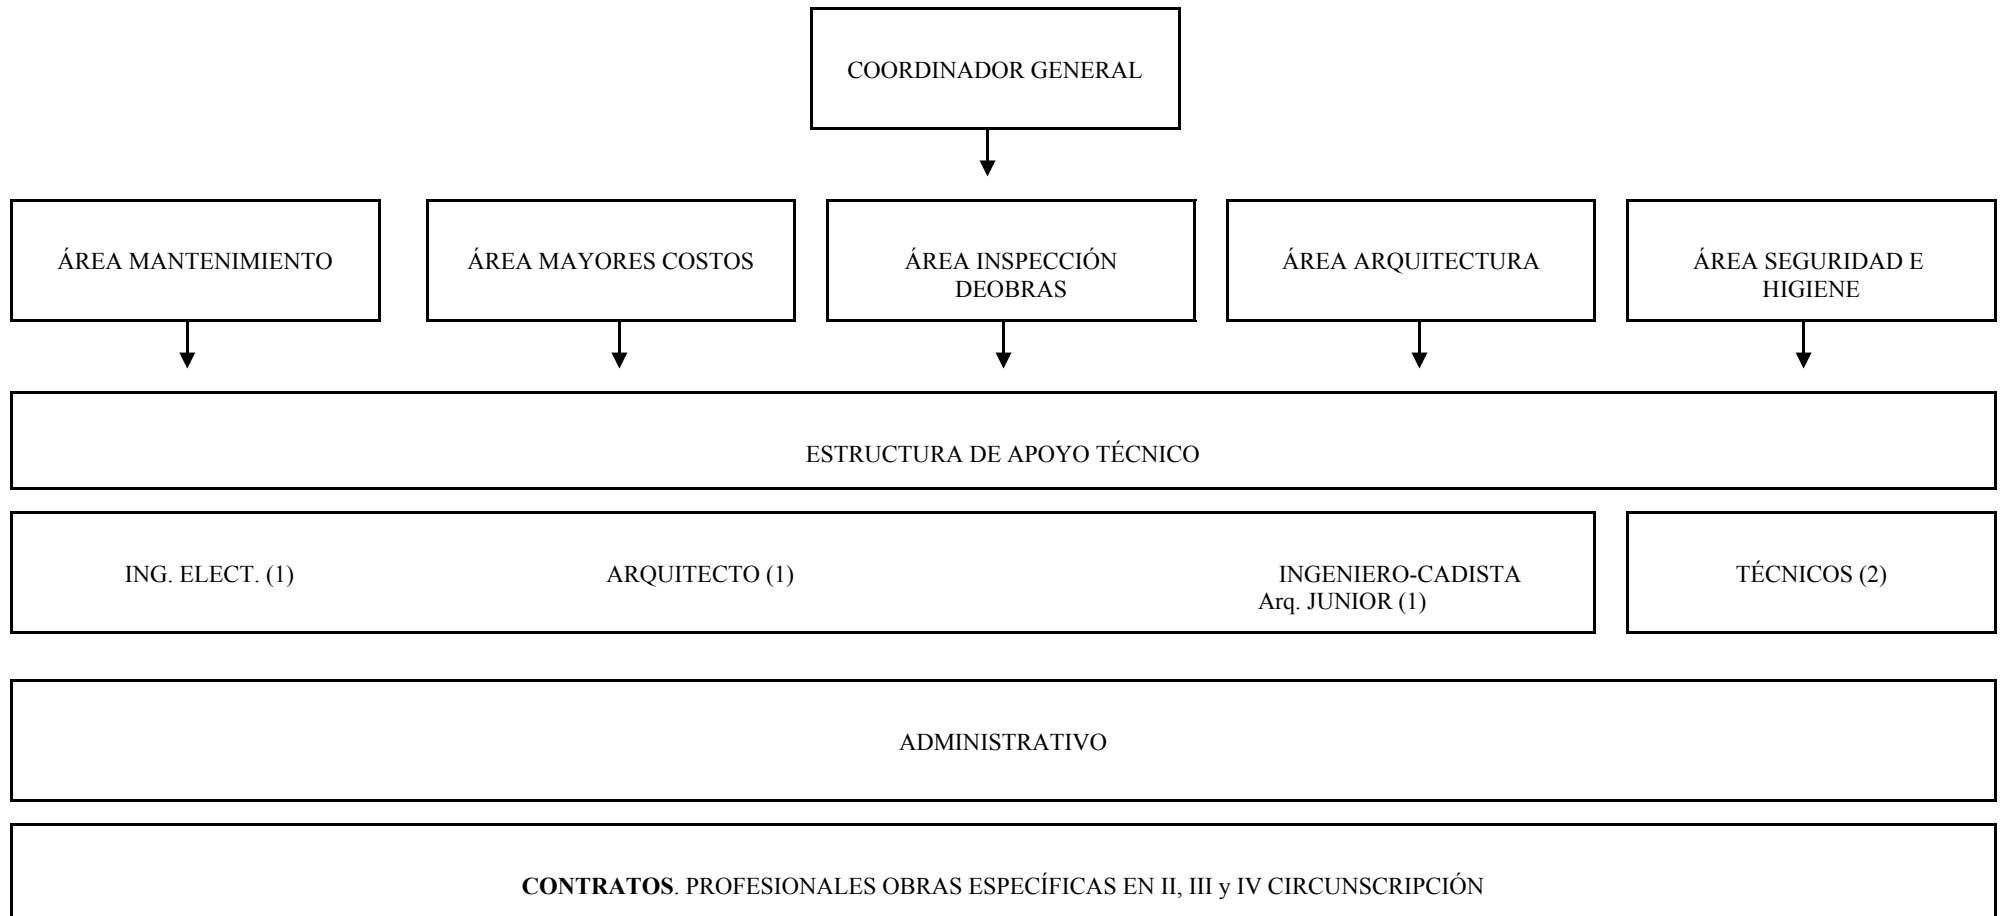 COORDINADOR GENERAL
ÁREA MANTENIMIENTO
ÁREA MAYORES COSTOS
ÁREA INSPECCIÓN
DEOBRAS
ÁREA ARQUITECTURA
ÁREA SEGURIDAD E
HIGIENE
ESTRUCTURA DE APOYO TÉCNICO
ING. ELECT. (1)
ARQUITECTO (1)
INGENIERO-CADISTA
Arq. JUNIOR (1)
TÉCNICOS (2)
ADMINISTRATIVO
CONTRATOS. PROFESIONALES OBRAS ESPECÍFICAS EN II, III y IV CIRCUNSCRIPCIÓN